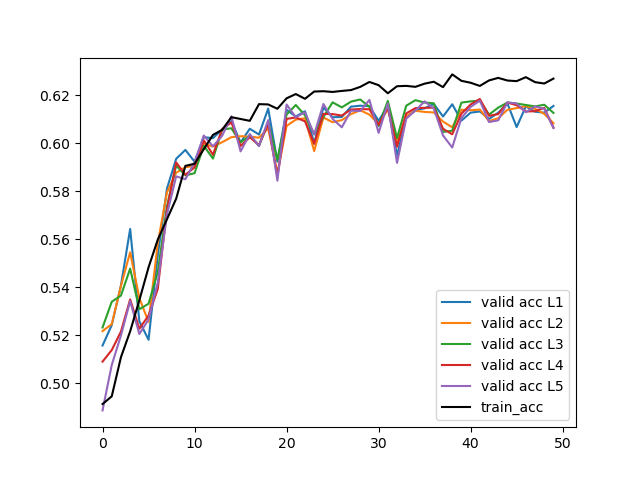 0.62
0.60
0.58
0.56
0.54
0.52
0.50
0
10
20
30
40
50
valid acc L1
valid acc L2
valid acc L3
valid acc L4
valid acc L5
train_acc